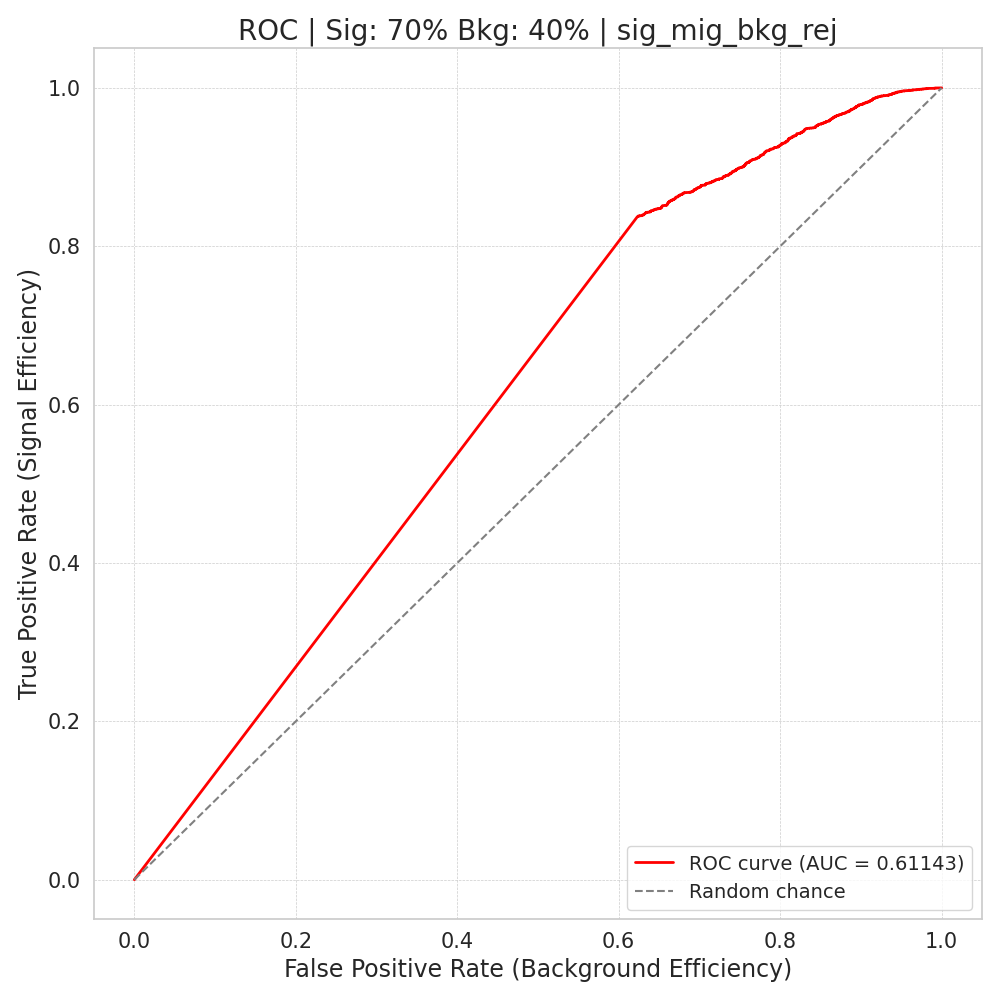 ROC | Sig: 70% Bkg: 40% | sig_mig_bkg_rej
True Positive Rate (Signal Efficiency)
1.0
0.8
0.6
0.4
0.2
0.0
ROC curve (AUC = 0.61143)
Random chance
0.0 0.2 0.4 0.6 0.8 1.0
False Positive Rate (Background Efficiency)